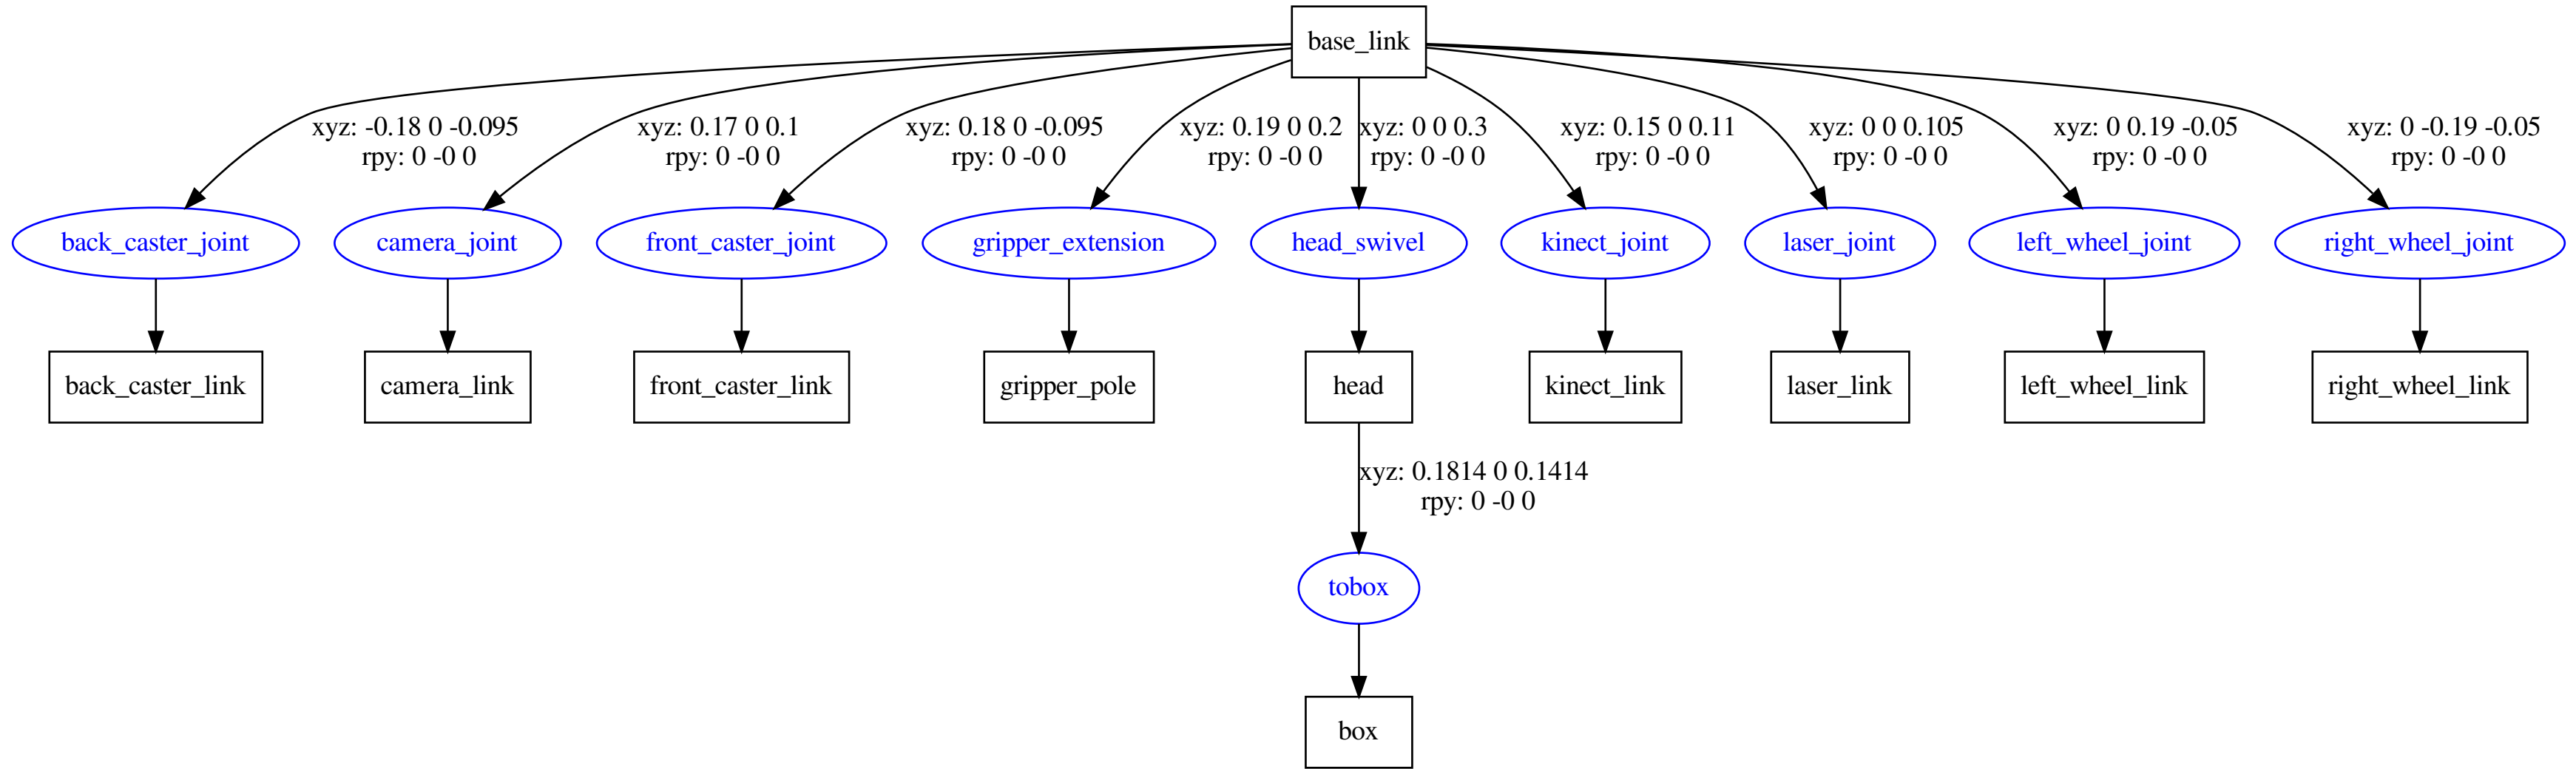 base_link
xyz: -0.18 0 -0.095
rpy: 0 -0 0
xyz: 0.17 0 0.1
rpy: 0 -0 0
xyz: 0.18 0 -0.095
rpy: 0 -0 0
xyz: 0.19 0 0.2
rpy: 0 -0 0
xyz: 0 0 0.3
rpy: 0 -0 0
xyz: 0.15 0 0.11
rpy: 0 -0 0
xyz: 0 0 0.105
rpy: 0 -0 0
xyz: 0 0.19 -0.05
rpy: 0 -0 0
xyz: 0 -0.19 -0.05
rpy: 0 -0 0
back_caster_joint
camera_joint
front_caster_joint
gripper_extension
head_swivel
kinect_joint
laser_joint
left_wheel_joint
right_wheel_joint
back_caster_link
camera_link
front_caster_link
gripper_pole
head
kinect_link
laser_link
left_wheel_link
right_wheel_link
xyz: 0.1814 0 0.1414
rpy: 0 -0 0
tobox
box